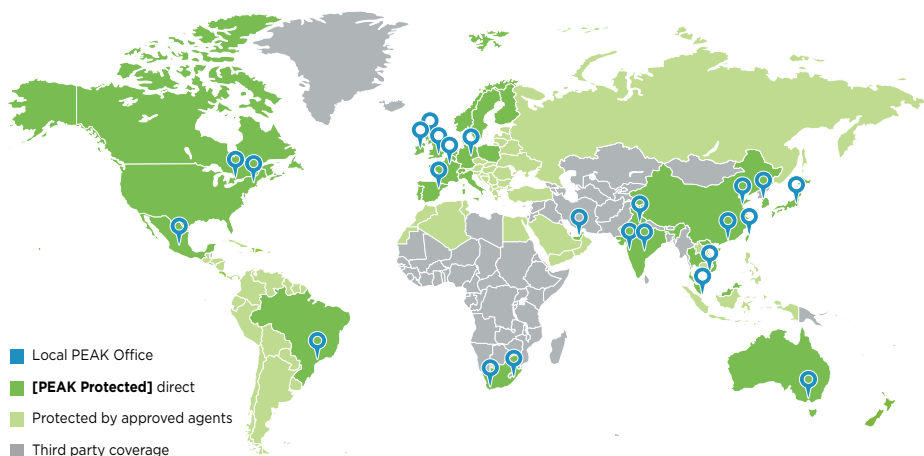 Local PEAK Office
[PEAK Protected] direct
Protected by approved agents
Third party coverage